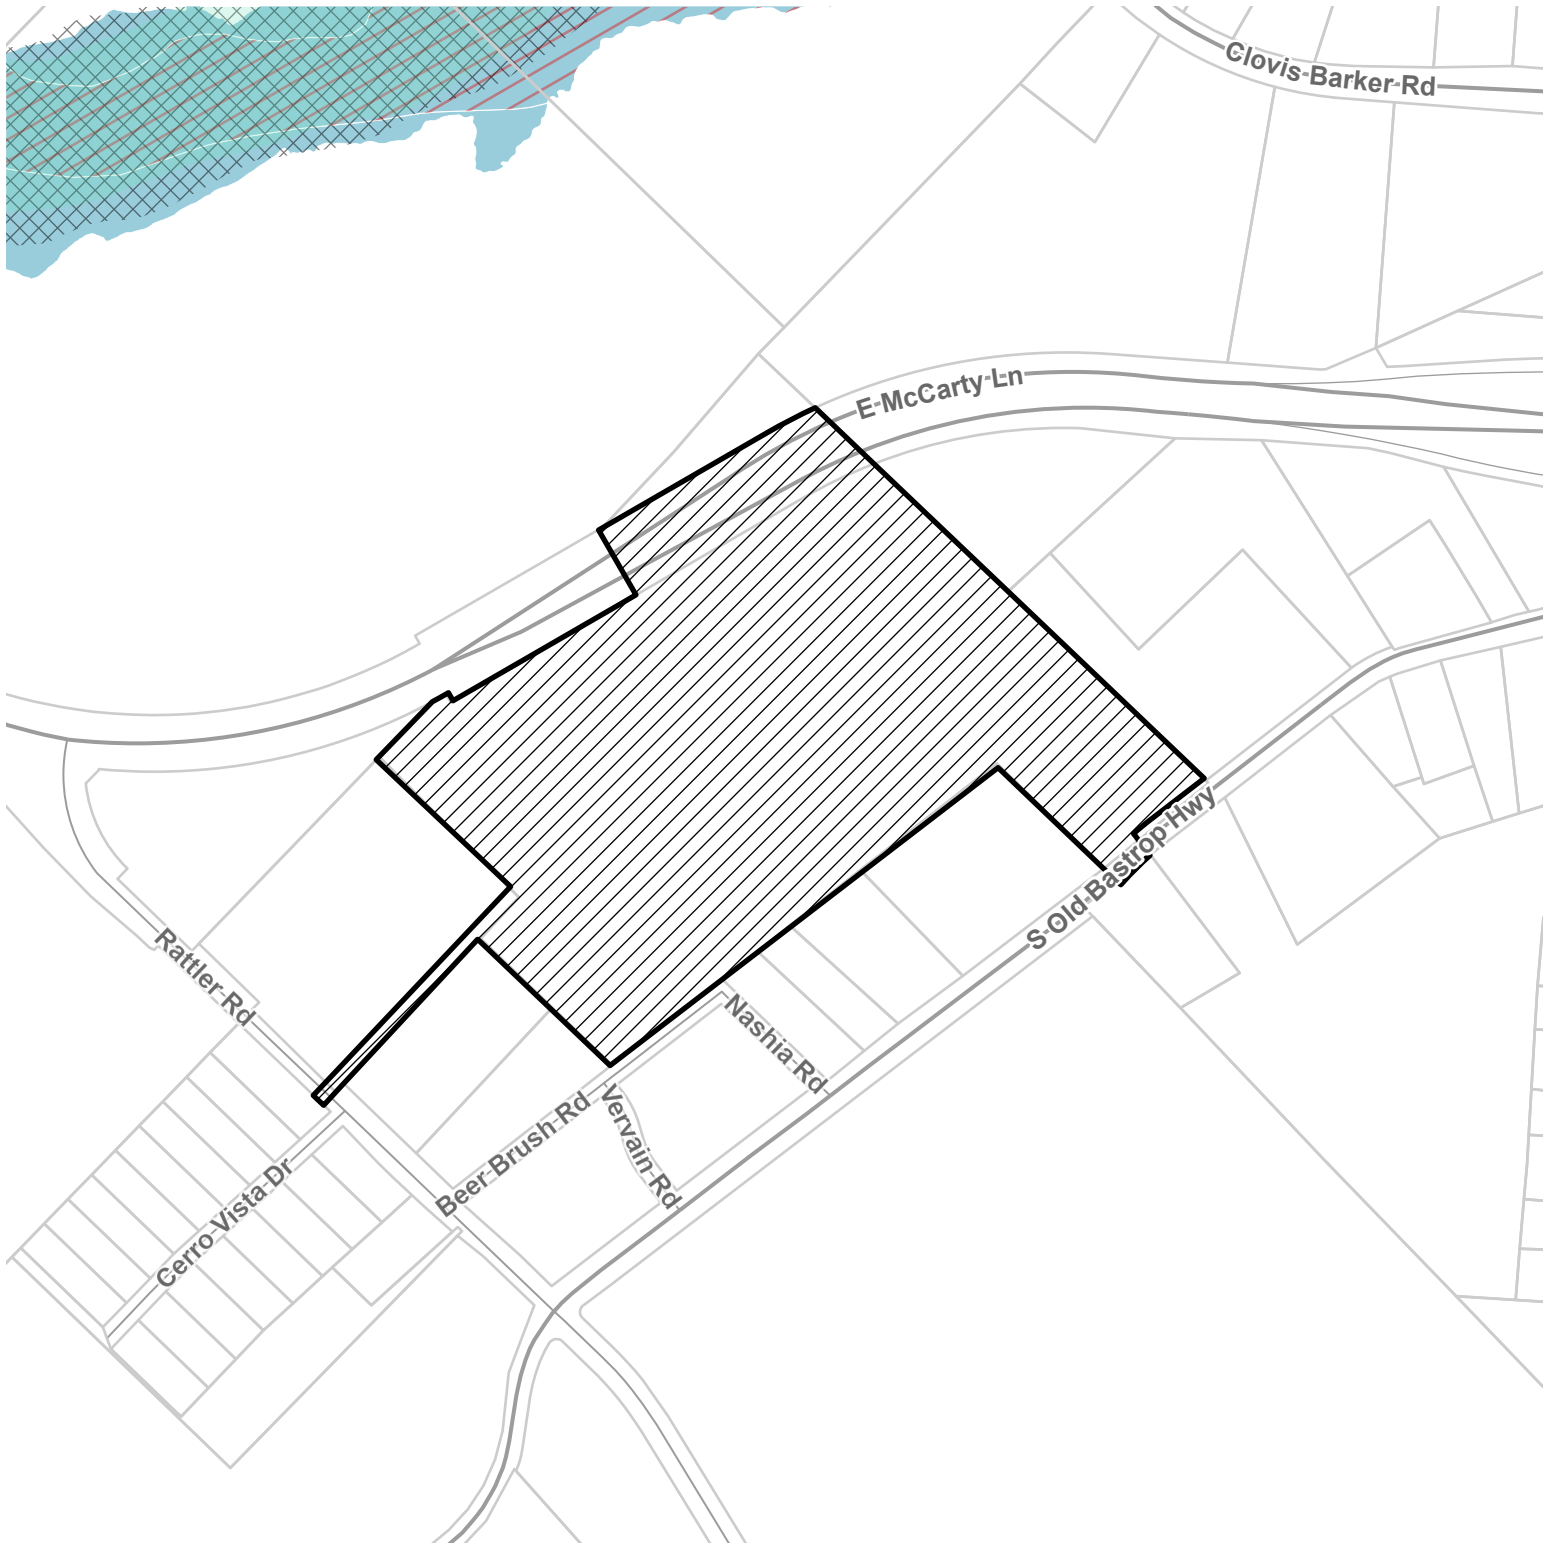 Clovis Barker Rd
E McCarty Ln
S Old Bastrop Hwy
Rattler Rd
Nashia Rd
Vervain Rd
Beer Brush Rd
Cerro Vista Dr